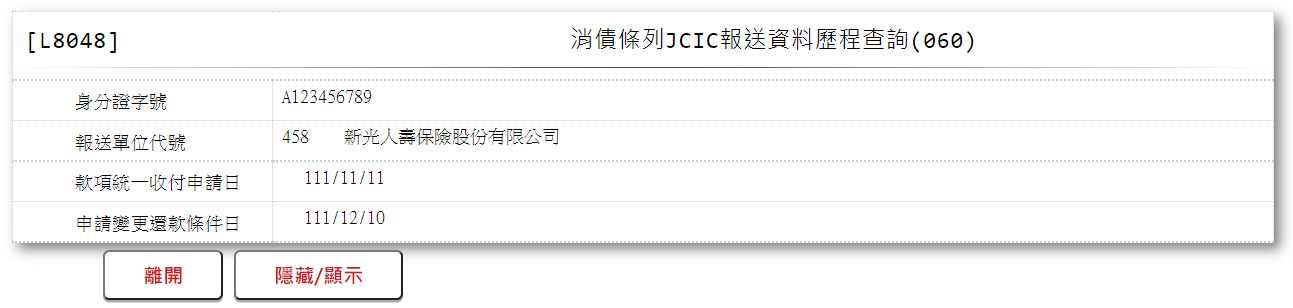 [L8048] 消債條列JCIC報送資料歷程查詢(060)
身分證字號 A123456789
報送單位代號 458 新光人壽保險股份有限公司
款項統一收付申請日 111/11/11
申請變更還款條件日 111/12/10
離開 隱藏/顯示